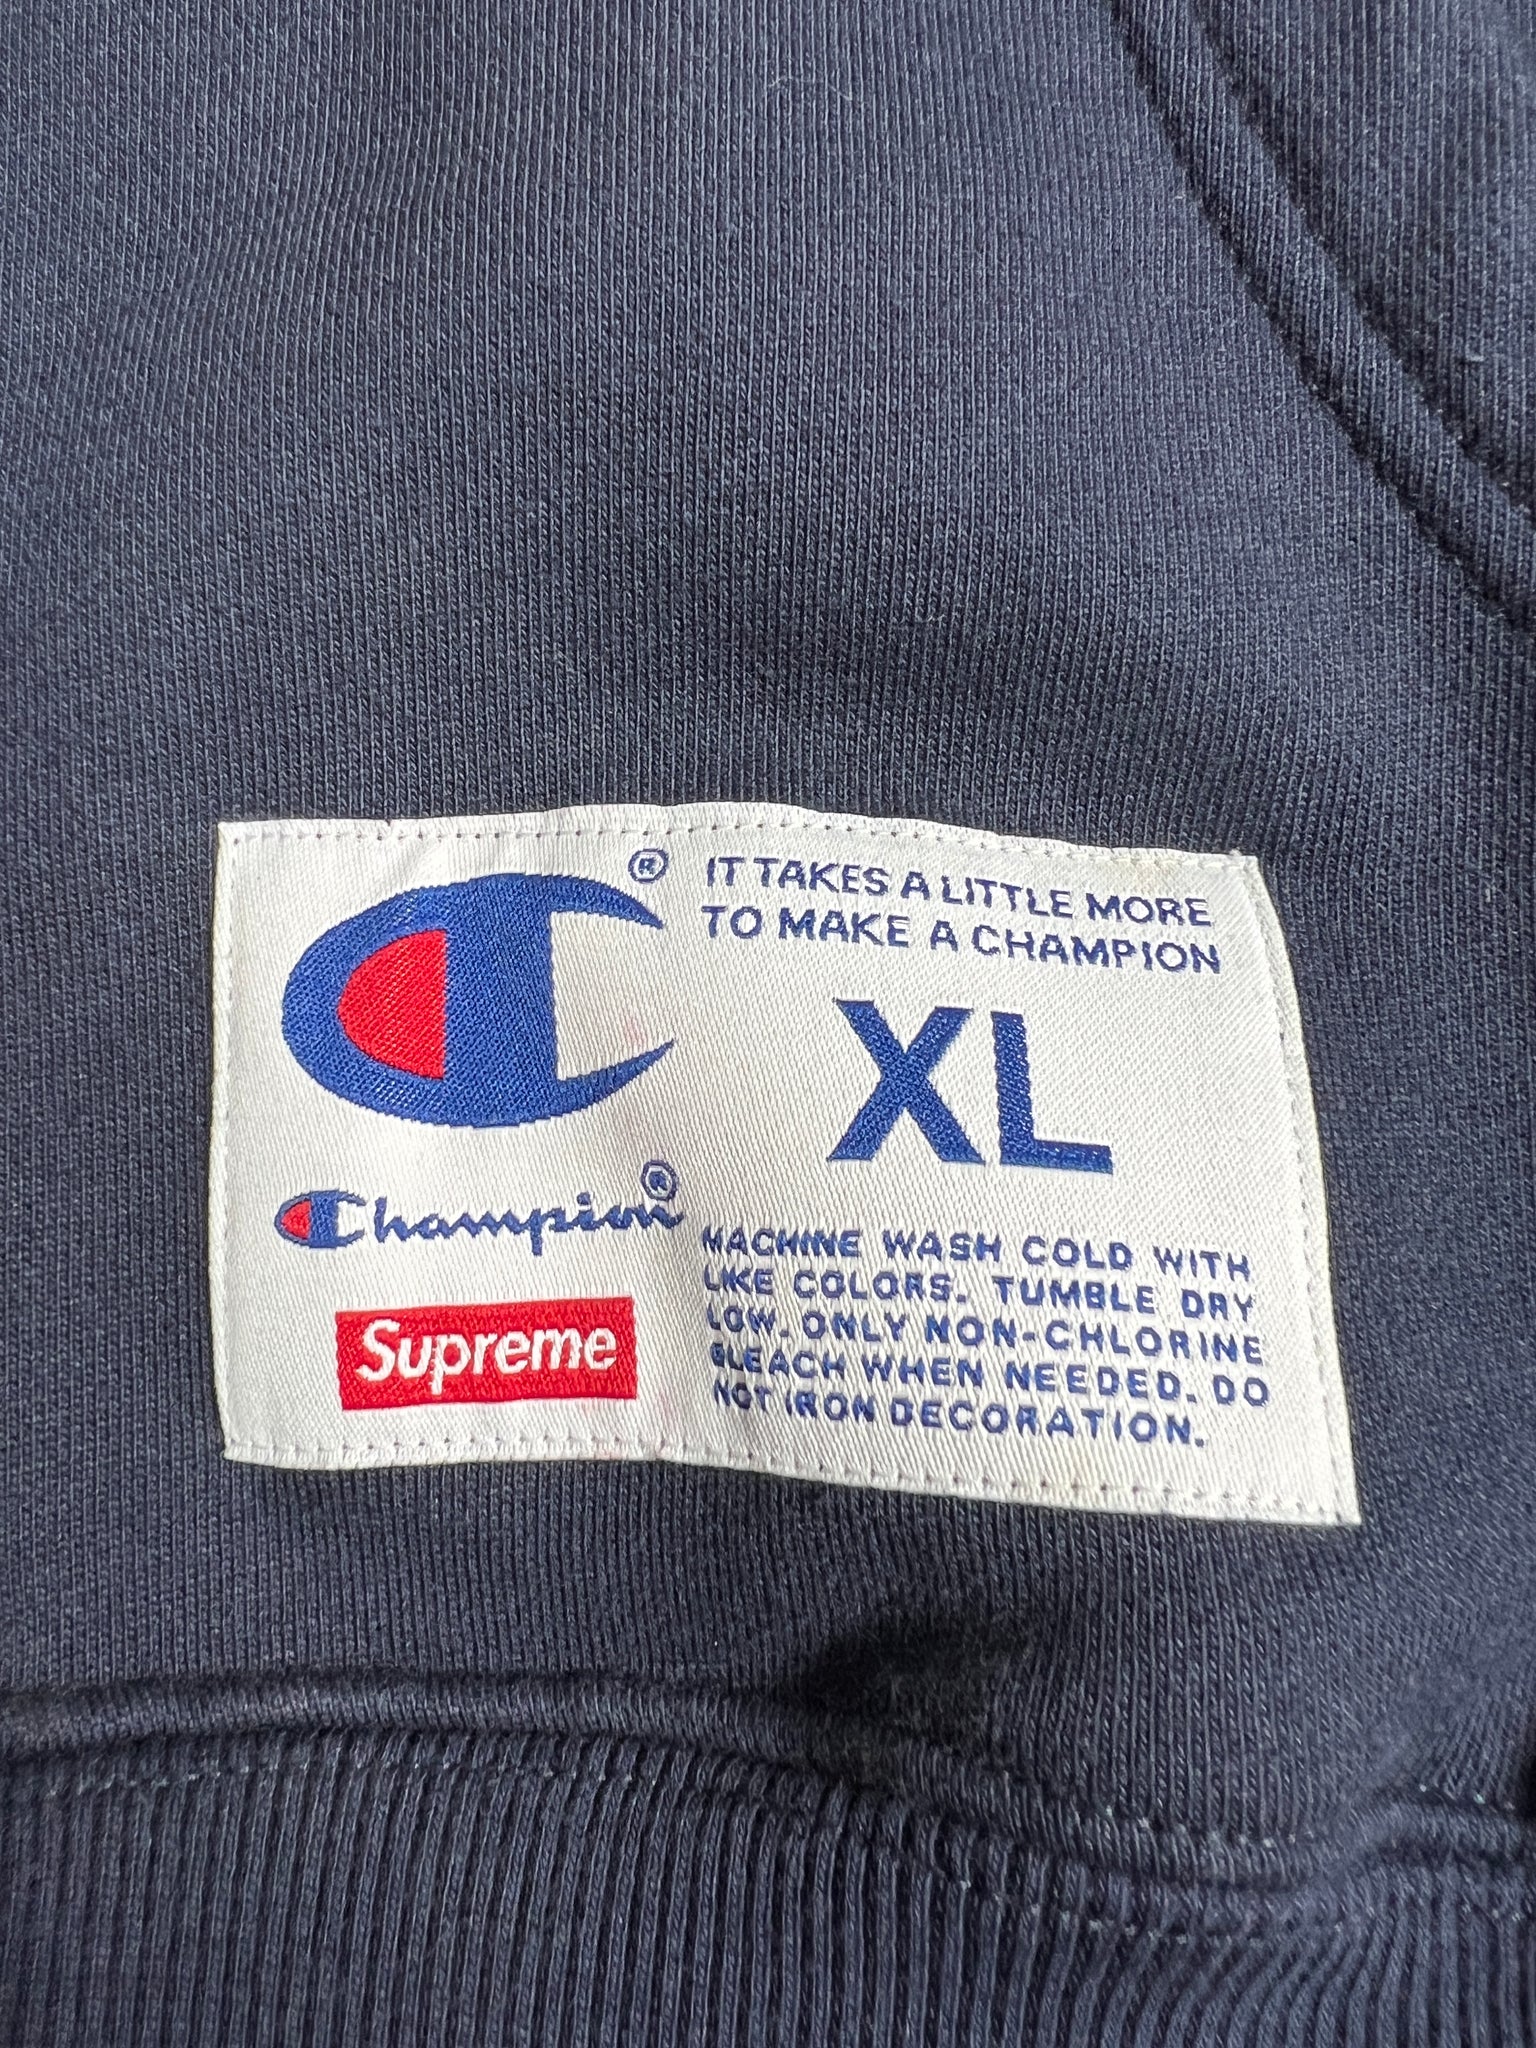 ®
IT TAKES A LITTLE MORE
TO MAKE A CHAMPION
XL
Champion®
Supreme
MACHINE WASH COLD WITH
LIKE COLORS. TUMBLE DRY
LOW. ONLY NON-CHLORINE
BLEACH WHEN NEEDED. DO
NOT IRON DECORATION.